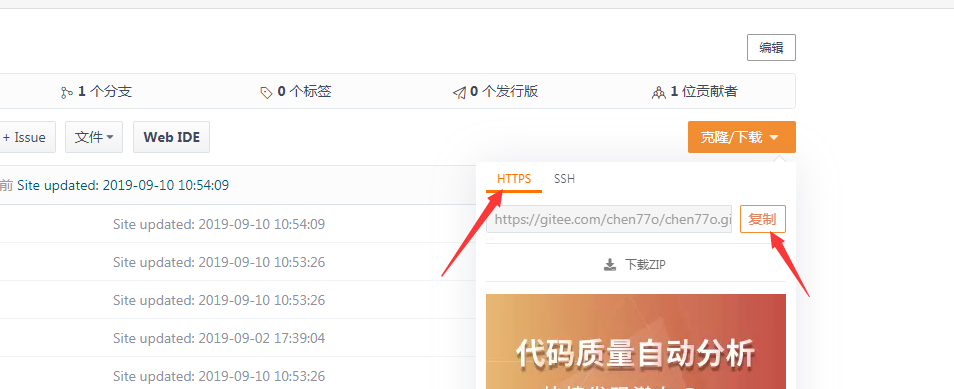 编辑
1 个分支
0 个标签
0 个发行版
1 位贡献者
+ Issue
文件
Web IDE
克隆/下载
前 Site updated: 2019-09-10 10:54:09
HTTPS
SSH
Site updated: 2019-09-10 10:54:09
https://gitee.com/chen77o/chen77o.gi
复制
Site updated: 2019-09-10 10:53:26
下载ZIP
Site updated: 2019-09-10 10:53:26
Site updated: 2019-09-02 17:39:04
代码质量自动分析
Site updated: 2019-09-10 10:53:26